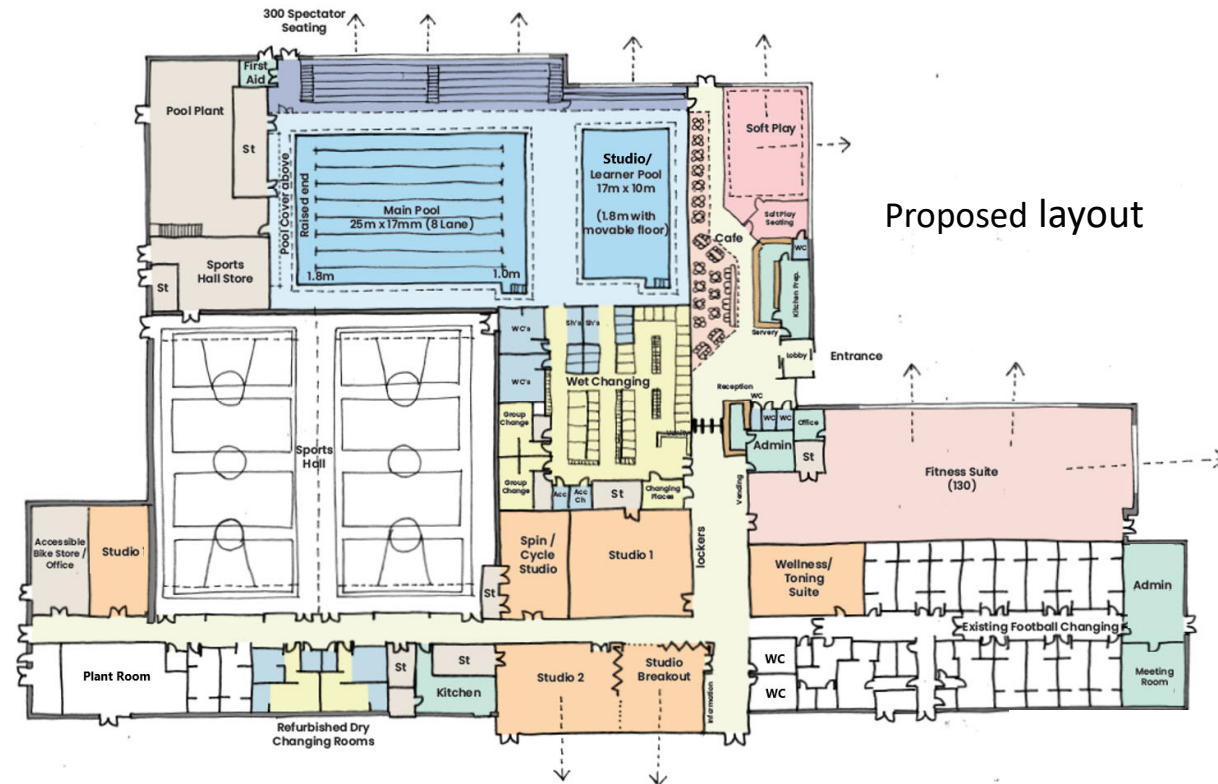 300 Spectator
Seating
First
Aid
Pool Plant
St
Pool Cover above
Raised end
Main Pool
25m x 17mm (8 Lane)
1.8m
1.0m
Studio/
Learner Pool
17m x 10m
(1.8m with
movable floor)
Soft Play
Soft Play
Seating
Proposed layout
Cafe
WC
Kitchen Prep.
Servery
Lobby
Entrance
Sports
Hall Store
St
WC's
WC's
Sh's
Sh's
Wet Changing
Vanity
Group
Change
Group
Change
Reception
WC
WC
WC
Office
Admin
St
Fitness Suite
(130)
Sports
Hall
Acc
Acc
Ch
St
Changing
Places
Vending
lockers
Accessible
Bike Store /
Office
Studio 1
Spin /
Cycle
Studio
Studio 1
St
Wellness/
Toning
Suite
Admin
Existing Football Changing
Plant Room
St
St
Kitchen
Studio 2
Studio
Breakout
Information
WC
WC
Meeting
Room
Refurbished Dry
Changing Rooms